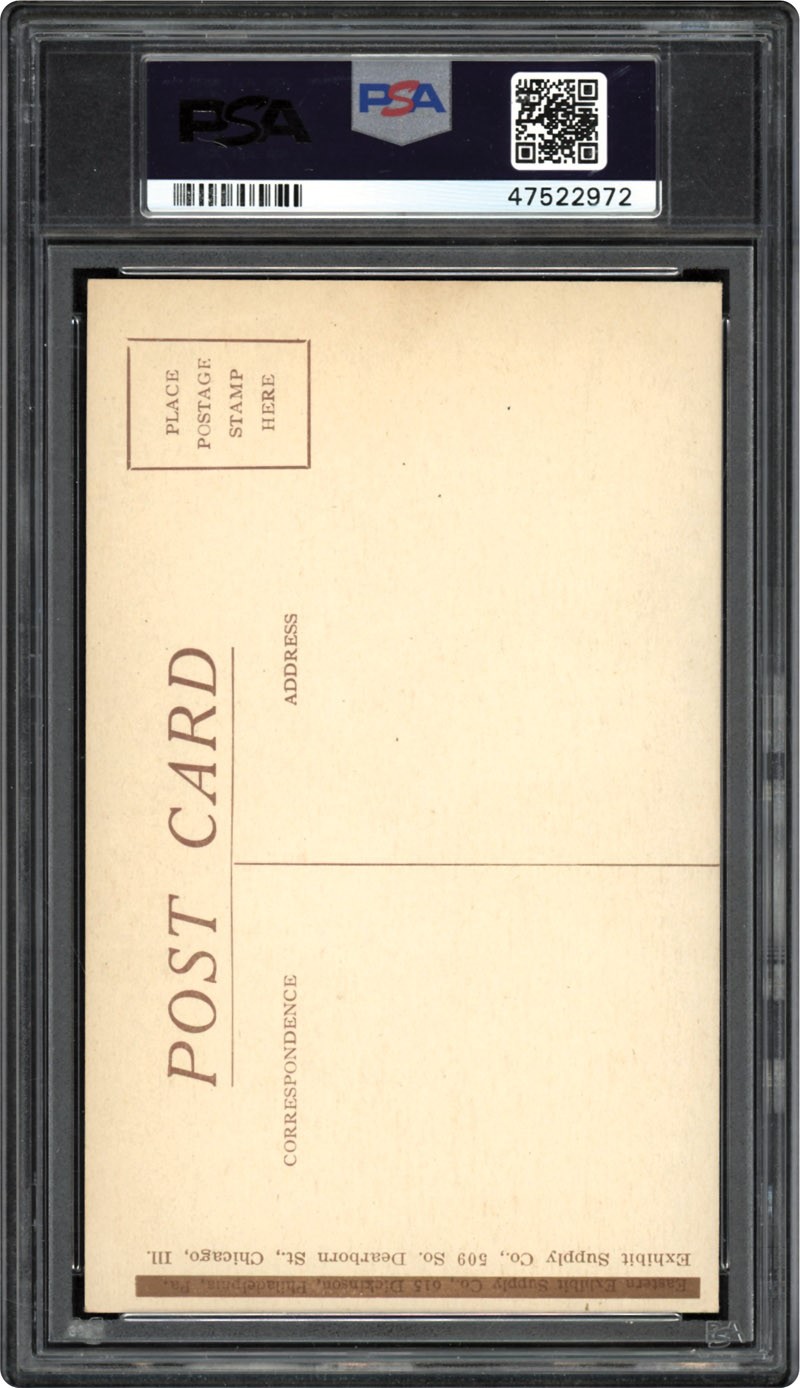 PSA
PSA
47522972
PLACE
POSTAGE
STAMP
HERE
POST CARD
ADDRESS
CORRESPONDENCE
Exhibit Supply Co., 509 So. Dearborn St., Chicago, Ill.
Eastern Exhibit Supply Co., 615 Dickinson, Philadelphia, Pa.
PSA